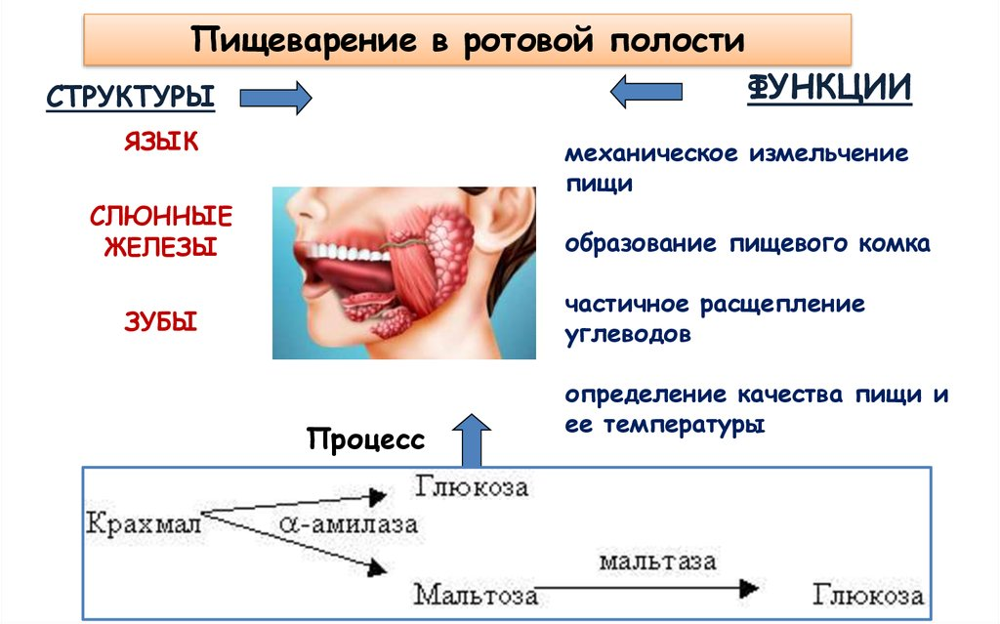 Пищеварение в ротовой полости
СТРУКТУРЫ
ФУНКЦИИ
ЯЗЫК
СЛЮННЫЕ
ЖЕЛЕЗЫ
ЗУБЫ
механическое измельчение
пищи
образование пищевого комка
частичное расщепление
углеводов
определение качества пищи и
ее температуры
Процесс
Глюкоза
Крахмал
α-амилаза
мальтаза
Мальтоза
Глюкоза